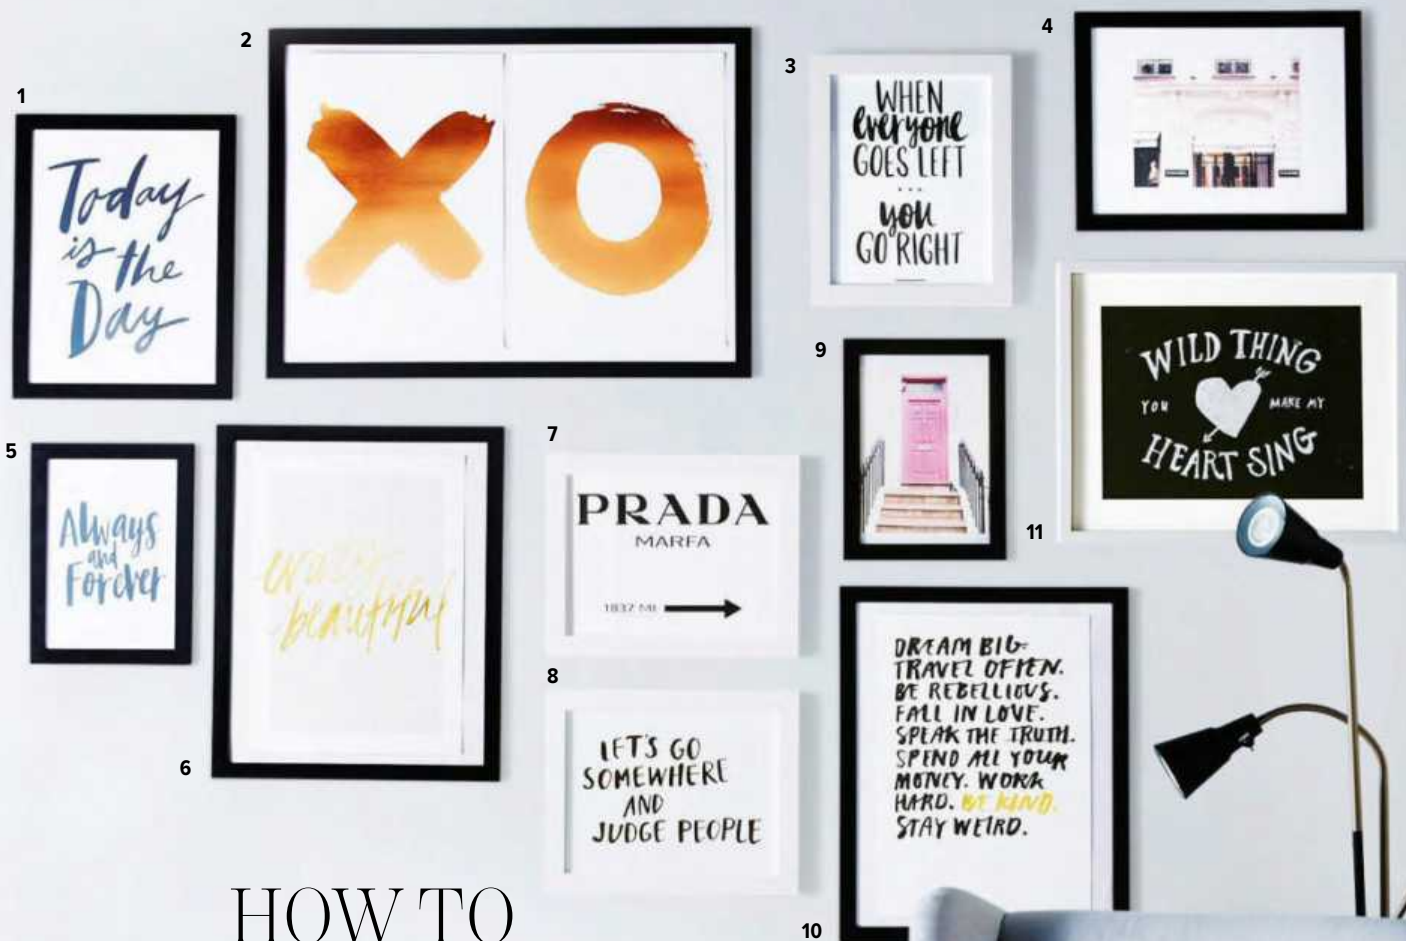 1
Today
is the
Day
2
XO
3
WHEN
everyone
GOES LEFT
...
you
GO RIGHT
4
5
Always
and
Forever
6
crazy
beautiful
7
PRADA
MARFA
1837 MI
8
LET'S GO
SOMEWHERE
AND
JUDGE PEOPLE
9
10
DREAM BIG.
TRAVEL OFTEN.
BE REBELLIOUS.
FALL IN LOVE.
SPEAK THE TRUTH.
SPEND ALL YOUR
MONEY. WORK
HARD. BE KIND.
STAY WEIRD.
11
WILD THING
YOU MAKE MY
HEART SING
HOW TO